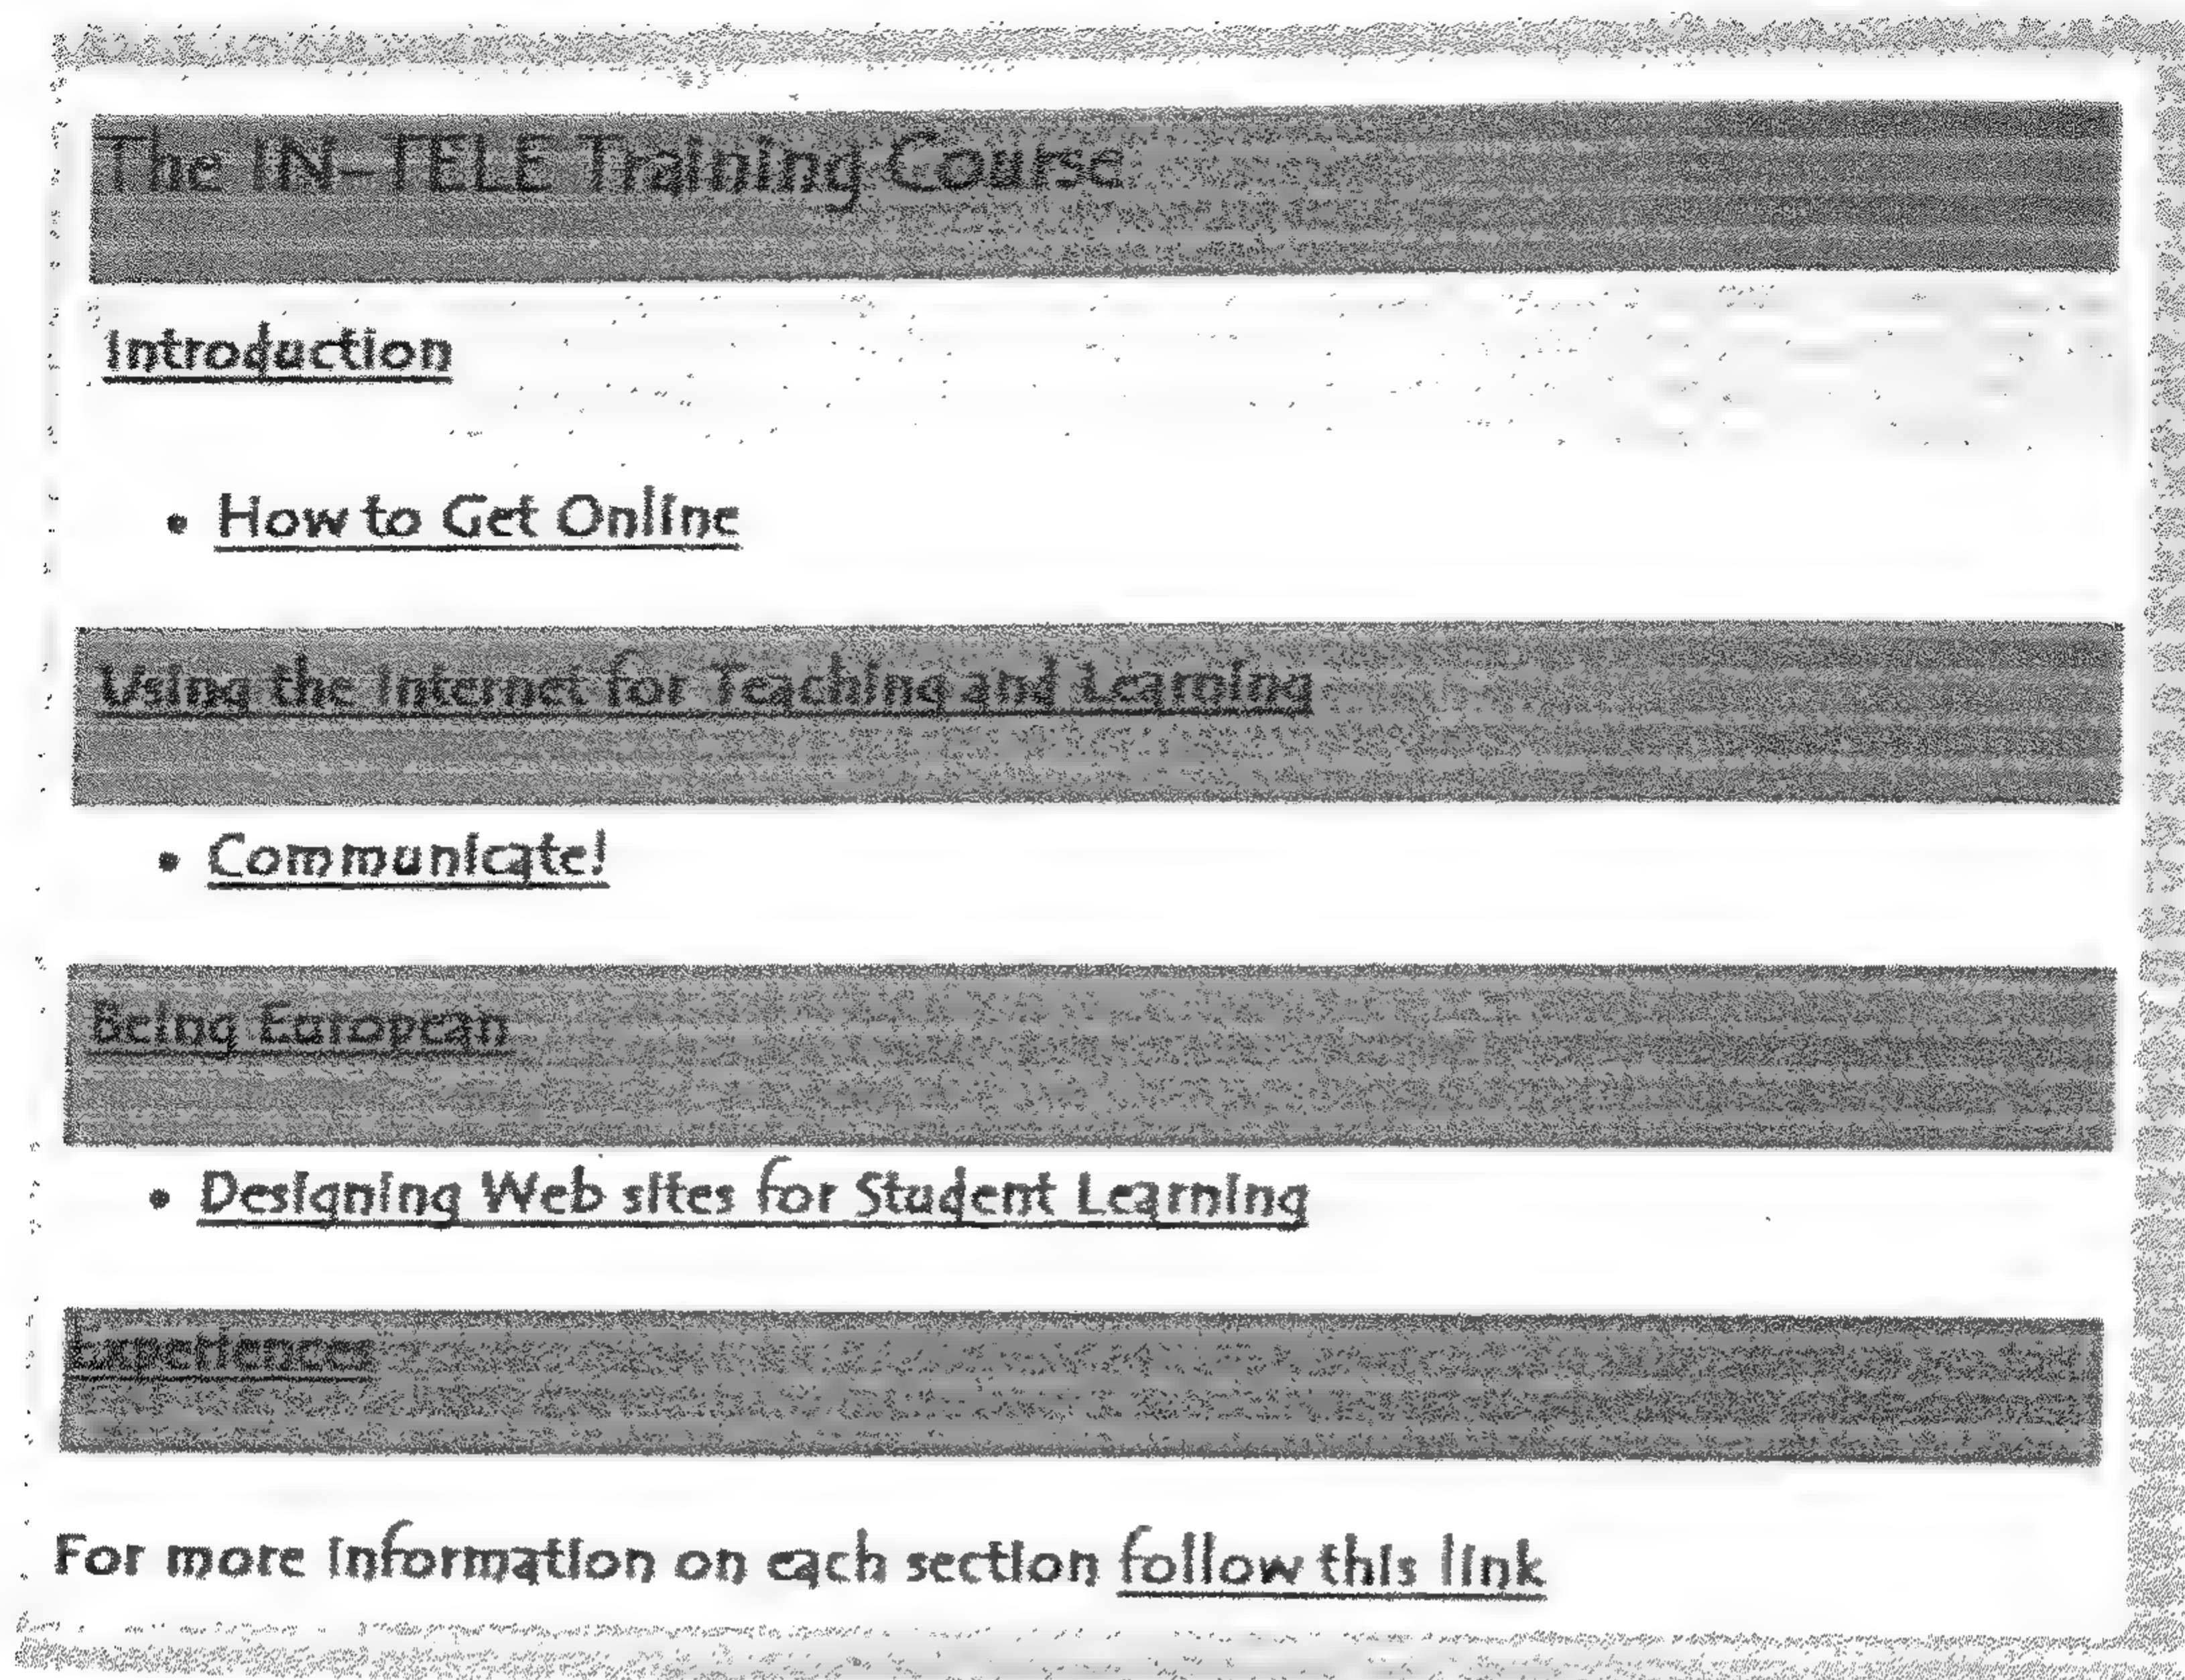 The IN-TELE Training Course
Introduction
• How to Get Online
Using the Internet for Teaching and Learning
• Communicate!
Being European
• Designing Web sites for Student Learning
Experiences
For more information on each section follow this link